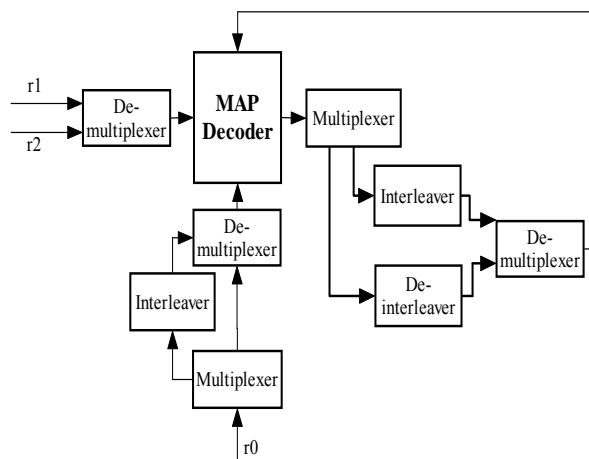 r1
r2
De-
multiplexer
MAP
Decoder
Multiplexer
Interleaver
De-
interleaver
De-
multiplexer
De-
multiplexer
Interleaver
Multiplexer
r0